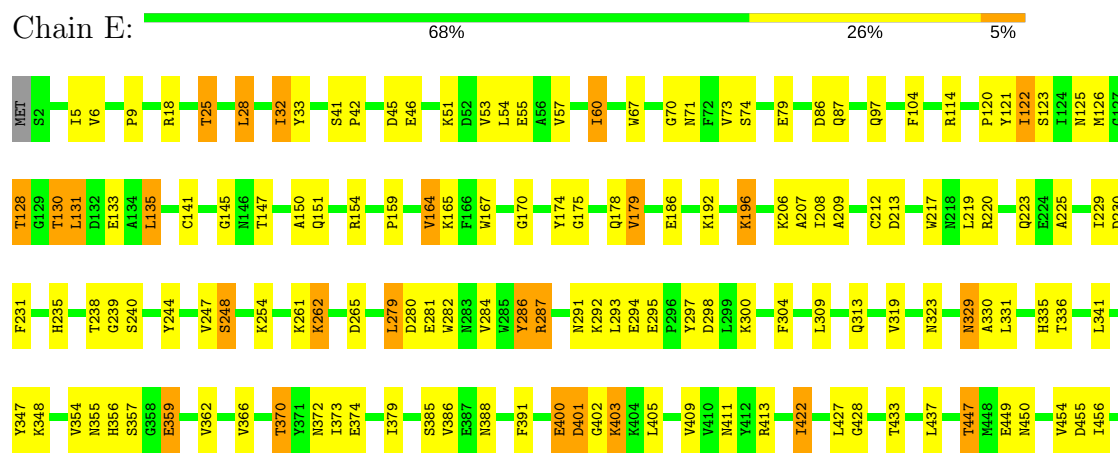 Chain E:
68% 26% 5%
MET S2 I5 V6 P9 R18 T25 L28 I32 Y33 S41 P42 D45 E46 K51 D52 V53 L54 E55 A56 V57 I60 W67 G70 N71 F72 V73 S74 E79 D86 Q87 Q97 F104 R114 P120 Y121 I122 S123 I124 N125 M126 G127
T128 G129 T130 L131 D132 E133 A134 L135 C141 G145 N146 T147 A150 Q151 R154 P159 V164 K165 F166 W167 G170 Y174 G175 Q178 V179 E186 K192 K196 K206 A207 I208 A209 C212 D213 W217 N218 L219 R220 Q223 E224 A225 I229
F231 H235 T238 G239 S240 Y244 V247 S248 K254 K261 K262 D265 L279 D280 E281 W282 N283 V284 W285 Y286 R287 N291 K292 L293 E294 E295 P296 Y297 D298 L299 K300 F304 L309 Q313 V319 N323 N329 A330 L331 H335 T336 L341
Y347 K348 V354 N355 H356 S357 G358 E359 V362 V366 T370 Y371 N372 I373 E374 I379 S385 V386 E387 N388 F391 E400 D401 G402 K403 K404 L405 V409 V410 N411 Y412 R413 I422 L427 G428 T433 L437 T447 M448 E449 N450 V454 D455 I456